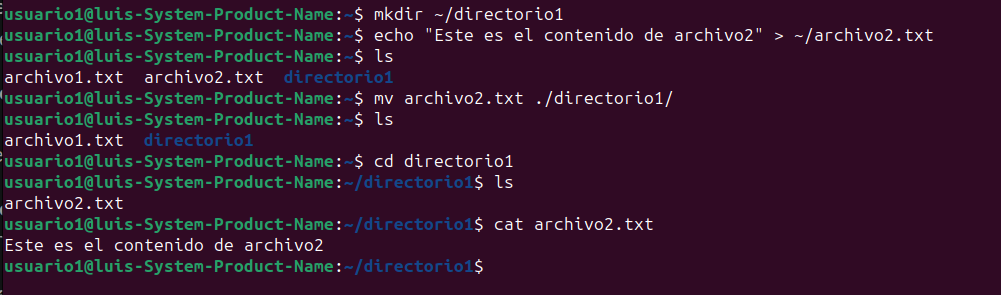 usuario1@luis-System-Product-Name:~$ mkdir ~/directorio1
usuario1@luis-System-Product-Name:~$ echo "Este es el contenido de archivo2" > ~/archivo2.txt
usuario1@luis-System-Product-Name:~$ ls
archivo1.txt  archivo2.txt  directorio1
usuario1@luis-System-Product-Name:~$ mv archivo2.txt ./directorio1/
usuario1@luis-System-Product-Name:~$ ls
archivo1.txt  directorio1
usuario1@luis-System-Product-Name:~$ cd directorio1
usuario1@luis-System-Product-Name:~/directorio1$ ls
archivo2.txt
usuario1@luis-System-Product-Name:~/directorio1$ cat archivo2.txt
Este es el contenido de archivo2
usuario1@luis-System-Product-Name:~/directorio1$